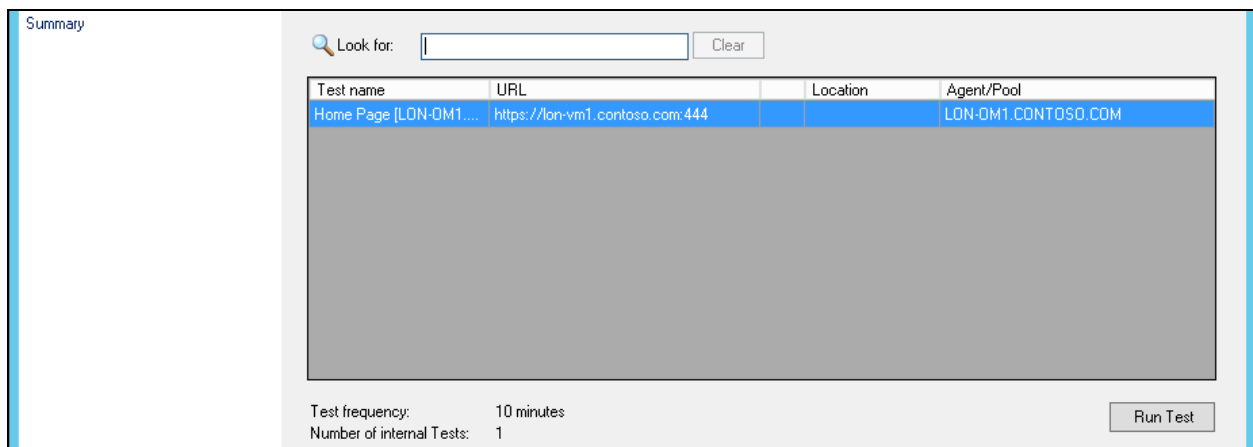 Summary
Look for: Clear
Test name URL Location Agent/Pool
Home Page [LON-OM1.... https://lon-vm1.contoso.com:444 LON-OM1.CONTOSO.COM
Test frequency: 10 minutes
Run Test
Number of internal Tests: 1